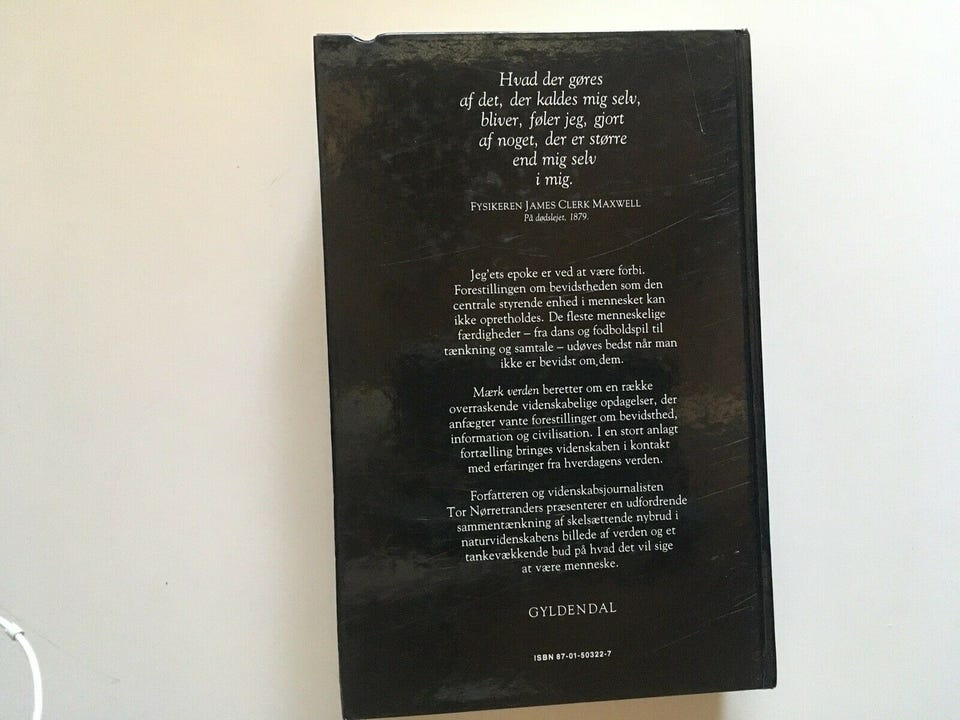 Hvad der gøres
af det, der kaldes mig selv,
bliver, føler jeg, gjort
af noget, der er større
end mig selv
i mig.
FYSIKEREN JAMES CLERK MAXWELL
På dødslejet, 1879.
Jeg'ets epoke er ved at være forbi.
Forestillingen om bevidstheden som den
centrale styrende enhed i mennesket kan
ikke opretholdes. De fleste menneskelige
færdigheder – fra dans og fodboldspil til
tænkning og samtale – udøves bedst når man
ikke er bevidst om dem.
Mærk verden beretter om en række
overraskende videnskabelige opdagelser, der
anfægter vante forestillinger om bevidsthed,
information og civilisation. I en stort anlagt
fortælling bringes videnskaben i kontakt
med erfaringer fra hverdagens verden.
Forfatteren og videnskabsjournalisten
Tor Nørretranders præsenterer en udfordrende
sammentænkning af skelsættende nybrud i
naturvidenskabens billede af verden og et
tankevækkende bud på hvad det vil sige
at være menneske.
GYLDENDAL
ISBN 87-01-50322-7